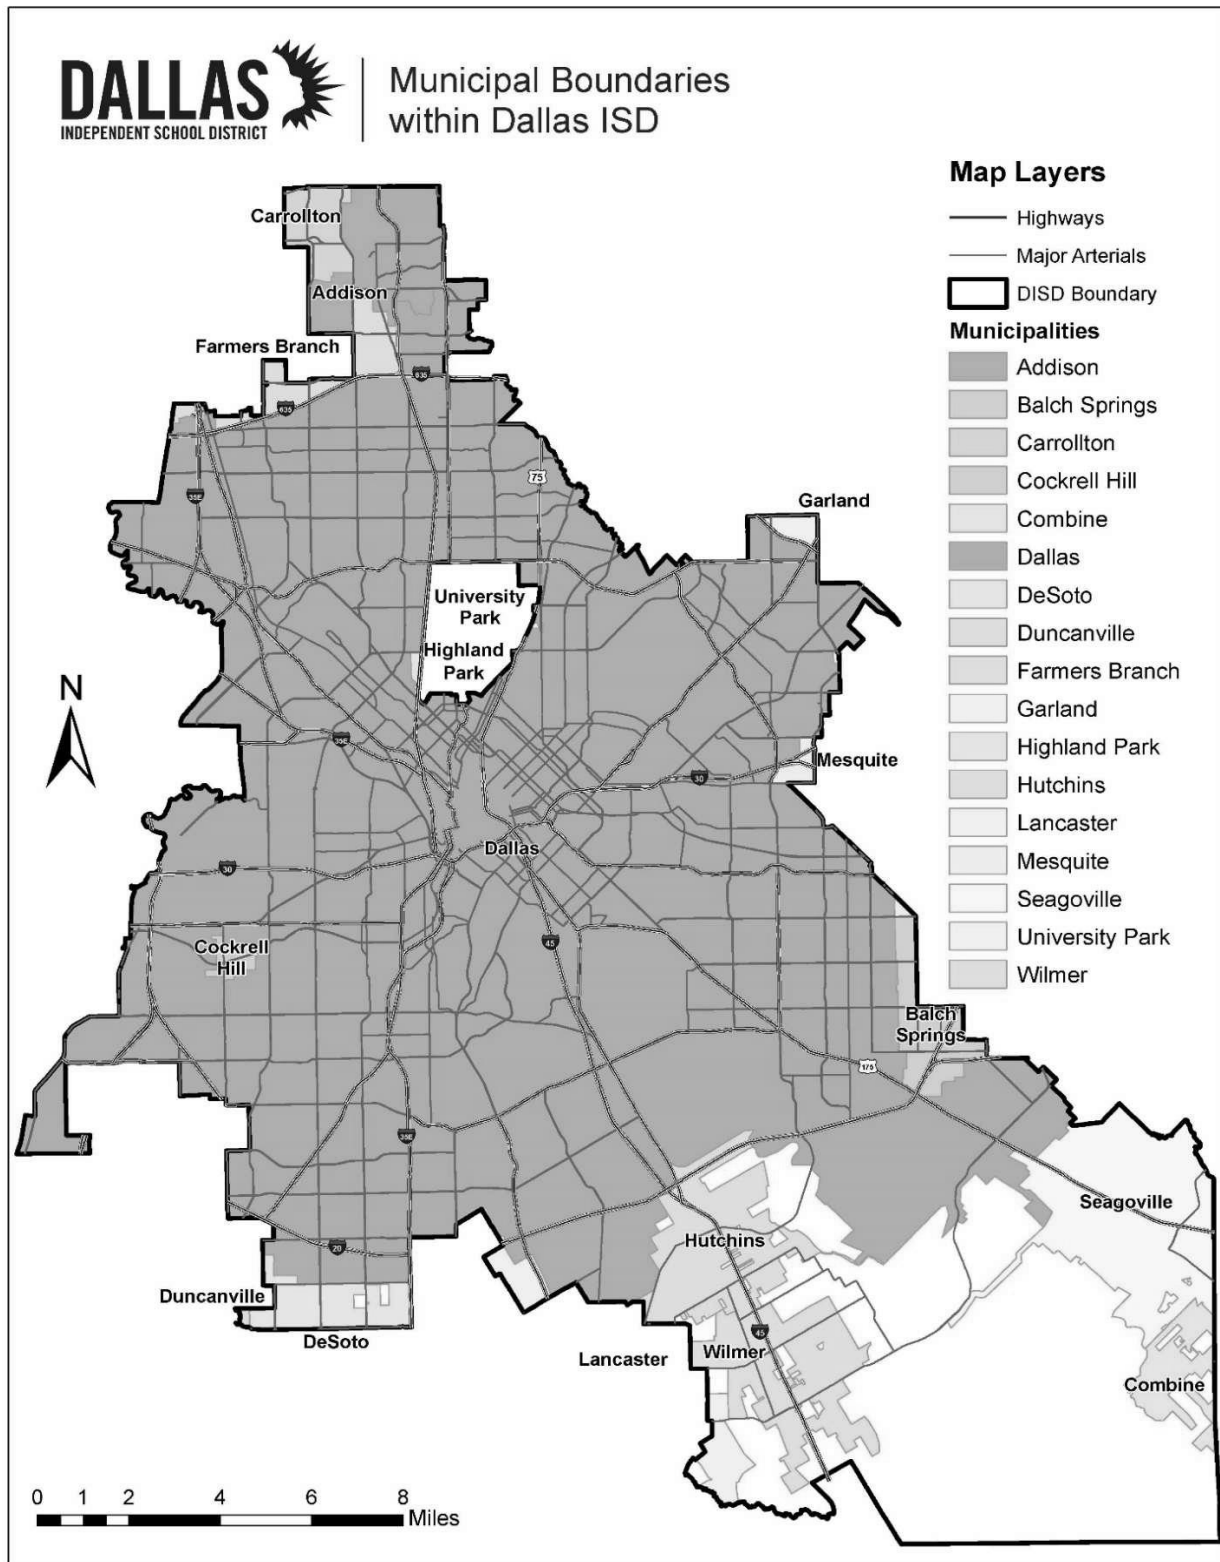 DALLAS
INDEPENDENT SCHOOL DISTRICT
Municipal Boundaries
within Dallas ISD
Map Layers
Highways
Major Arterials
DISD Boundary
Municipalities
Addison
Balch Springs
Carrollton
Cockrell Hill
Combine
Dallas
DeSoto
Duncanville
Farmers Branch
Garland
Highland Park
Hutchins
Lancaster
Mesquite
Seagoville
University Park
Wilmer
Carrollton
Addison
Farmers Branch
635
635
35E
75
Garland
University
Park
Highland
Park
N
35E
Mesquite
30
Dallas
30
45
Cockrell
Hill
Balch
Springs
175
35E
Seagoville
Hutchins
20
Duncanville
DeSoto
45
Lancaster
Wilmer
Combine
0 1 2 4 6 8
Miles